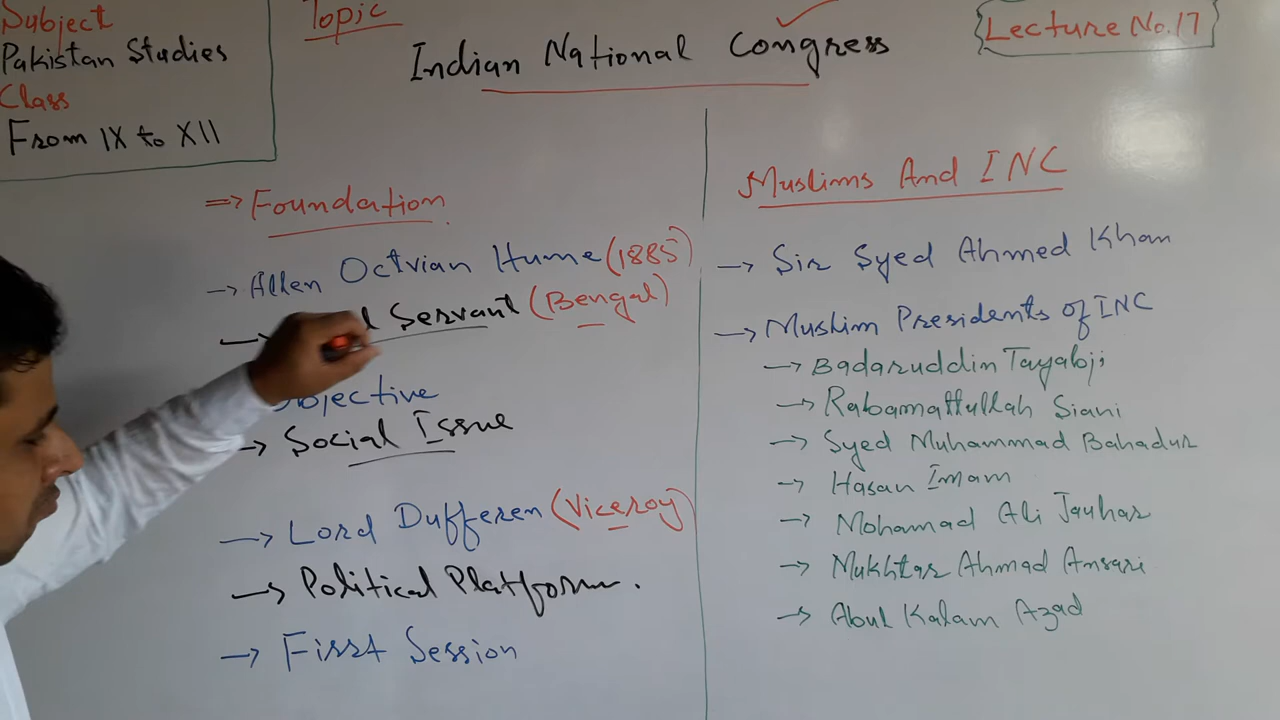 Subject
Pakistan Studies
Class
From IX to XII
Topic
Indian National Congress
Lecture No.17
⇒ Foundation
→ Allen Octvian Hume (1885)
→ Servant (Bengal)
Objective
→ Social Issue
→ Lord Dufferen (Viceroy)
→ Political Platform.
→ First Session
Muslims And INC
→ Sir Syed Ahmed Khan
→ Muslim Presidents of INC
→ Badaruddin Tayabji
→ Rabamattullah Siani
→ Syed Muhammad Bahadur
→ Hasan Imam
→ Mohamad Ali Jauhar
→ Mukhtar Ahmad Ansari
→ Abul Kalam Azad